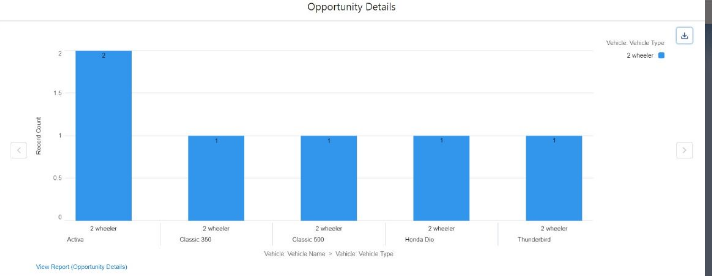 Opportunity Details
Vehicle: Vehicle Type
2 wheeler
Record Count
2
1.5
1
0.5
0
2
1
1
1
1
2 wheeler
2 wheeler
2 wheeler
2 wheeler
2 wheeler
Activa
Classic 350
Classic 500
Honda Dio
Thunderbird
Vehicle: Vehicle Name > Vehicle: Vehicle Type
View Report (Opportunity Details)